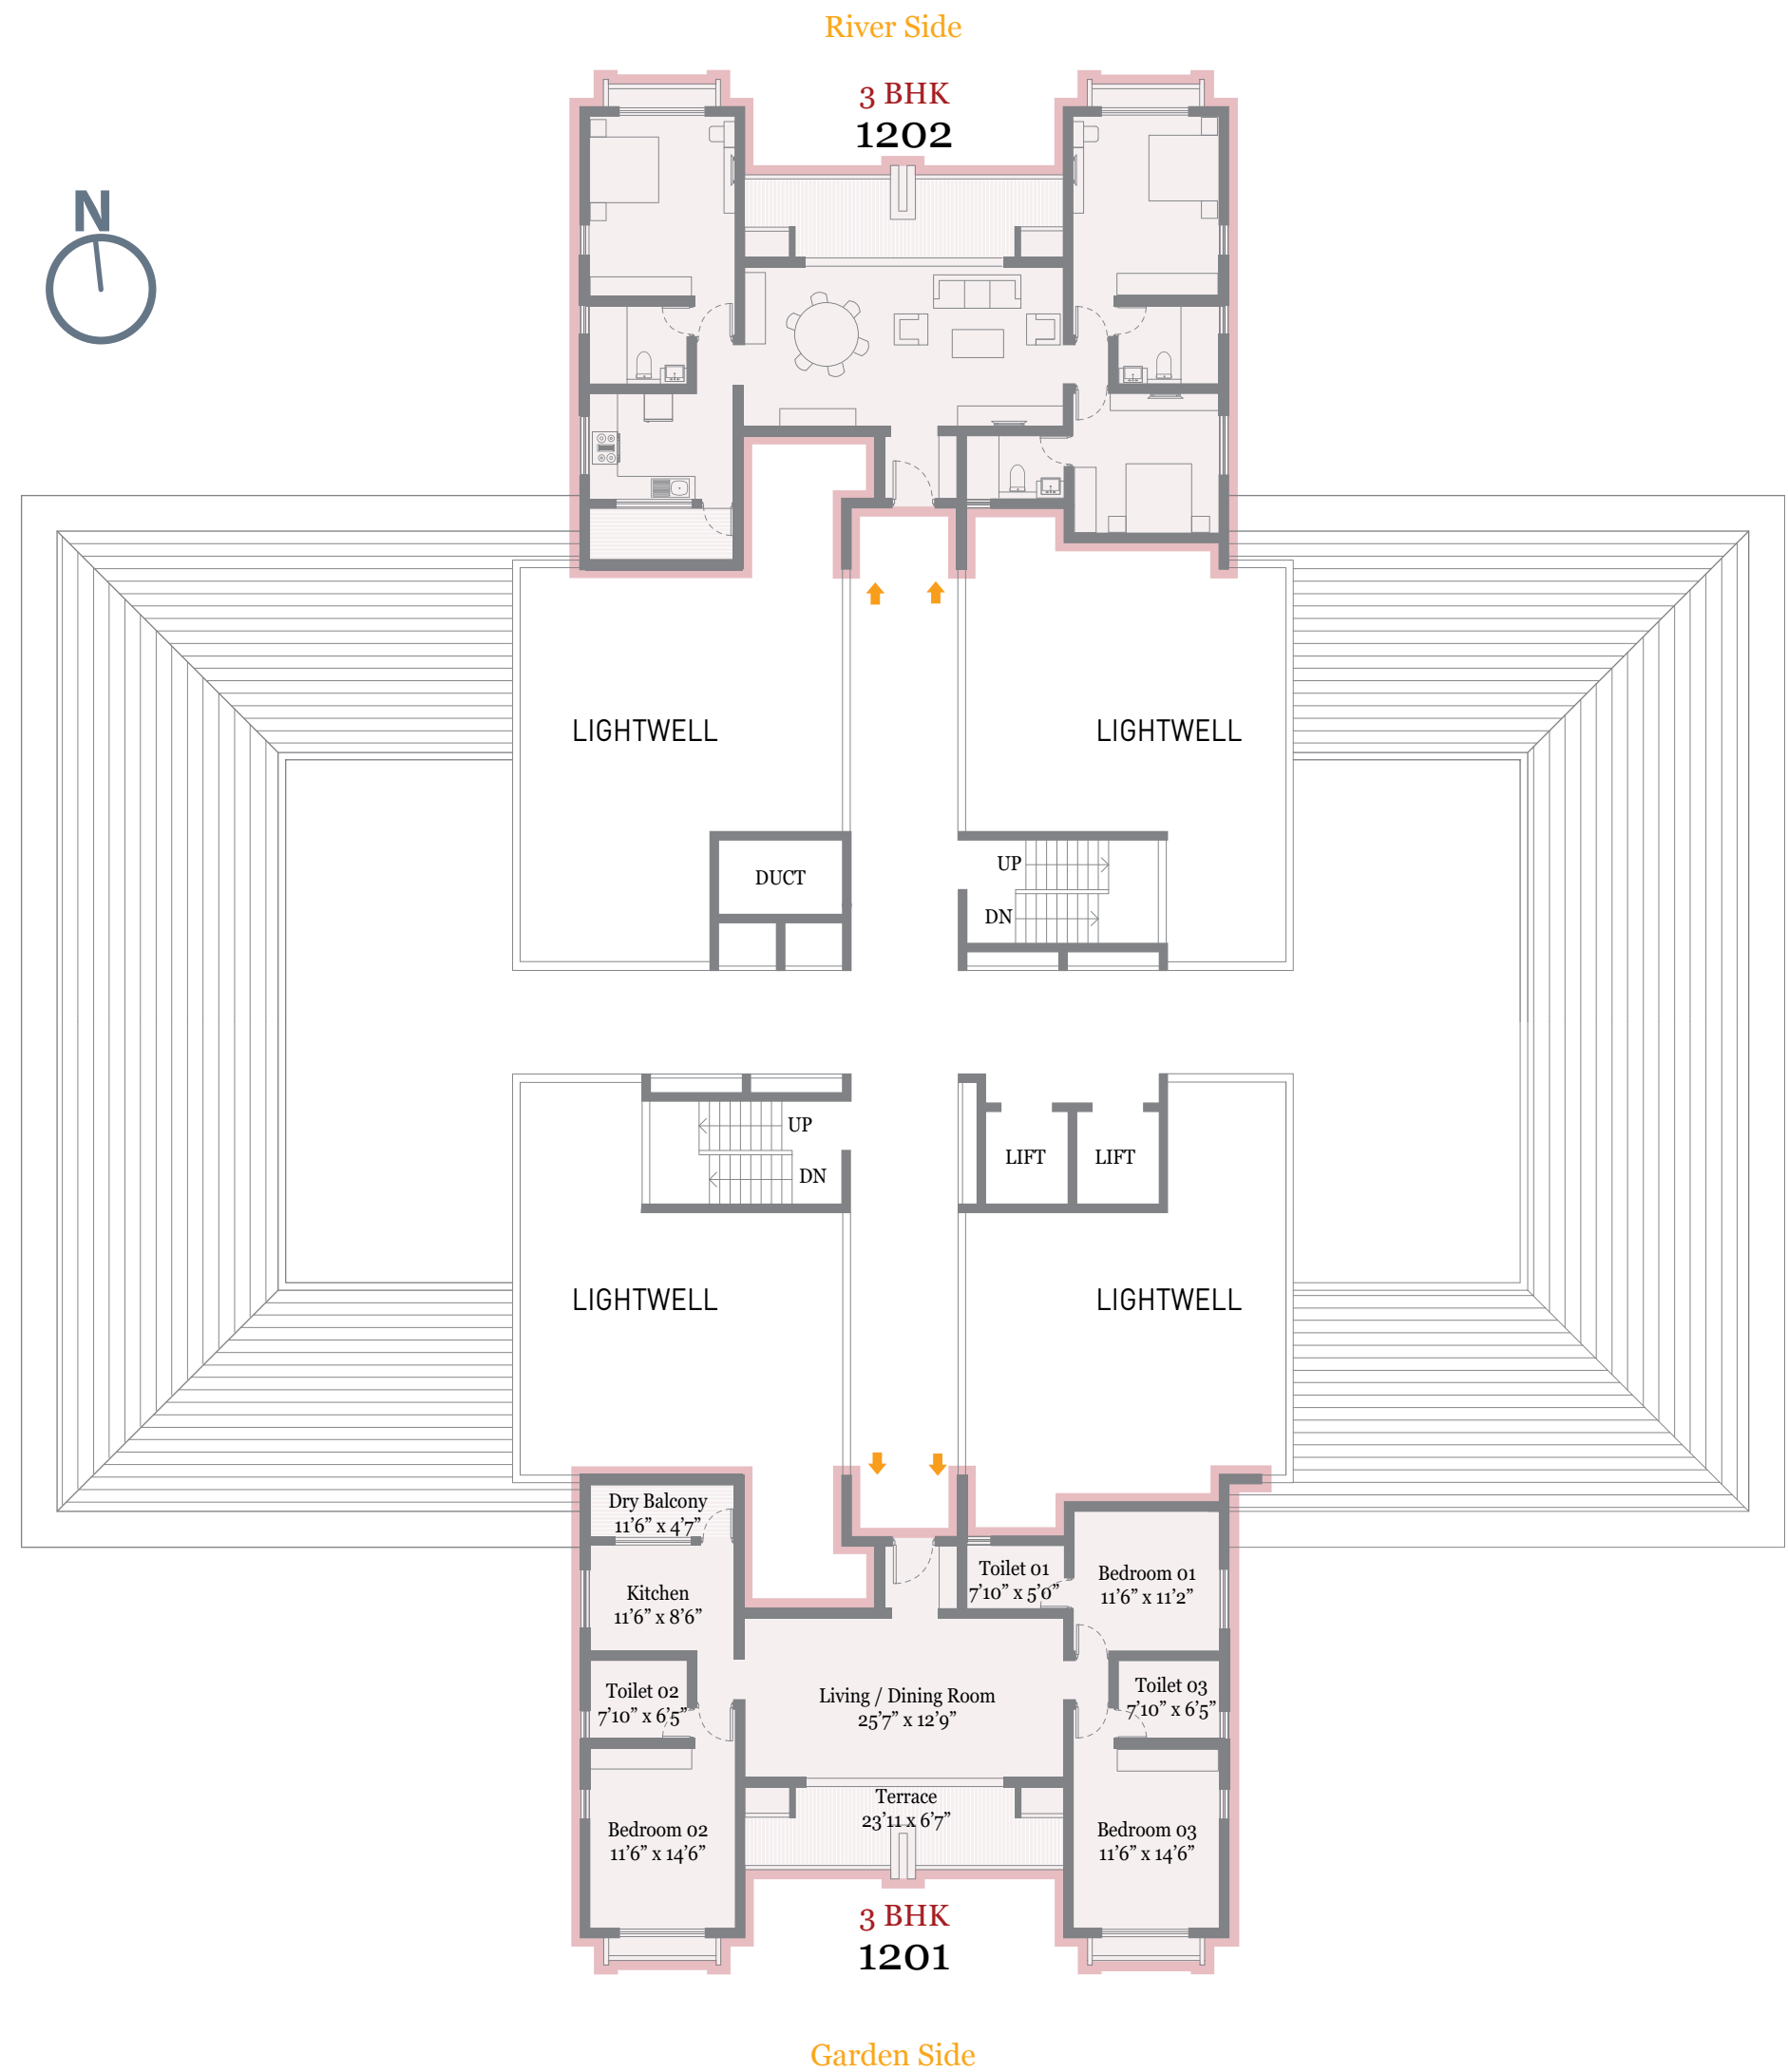 River Side
3 BHK
1202
N
LIGHTWELL
LIGHTWELL
DUCT
UP
DN
UP
DN
LIFT
LIFT
LIGHTWELL
LIGHTWELL
Dry Balcony
11’6” x 4’7”
Kitchen
11’6” x 8’6”
Toilet 01
7’10” x 5’0”
Bedroom 01
11’6” x 11’2”
Toilet 02
7’10” x 6’5”
Living / Dining Room
25’7” x 12’9”
Toilet 03
7’10” x 6’5”
Terrace
23’11 x 6’7”
Bedroom 02
11’6” x 14’6”
Bedroom 03
11’6” x 14’6”
3 BHK
1201
Garden Side